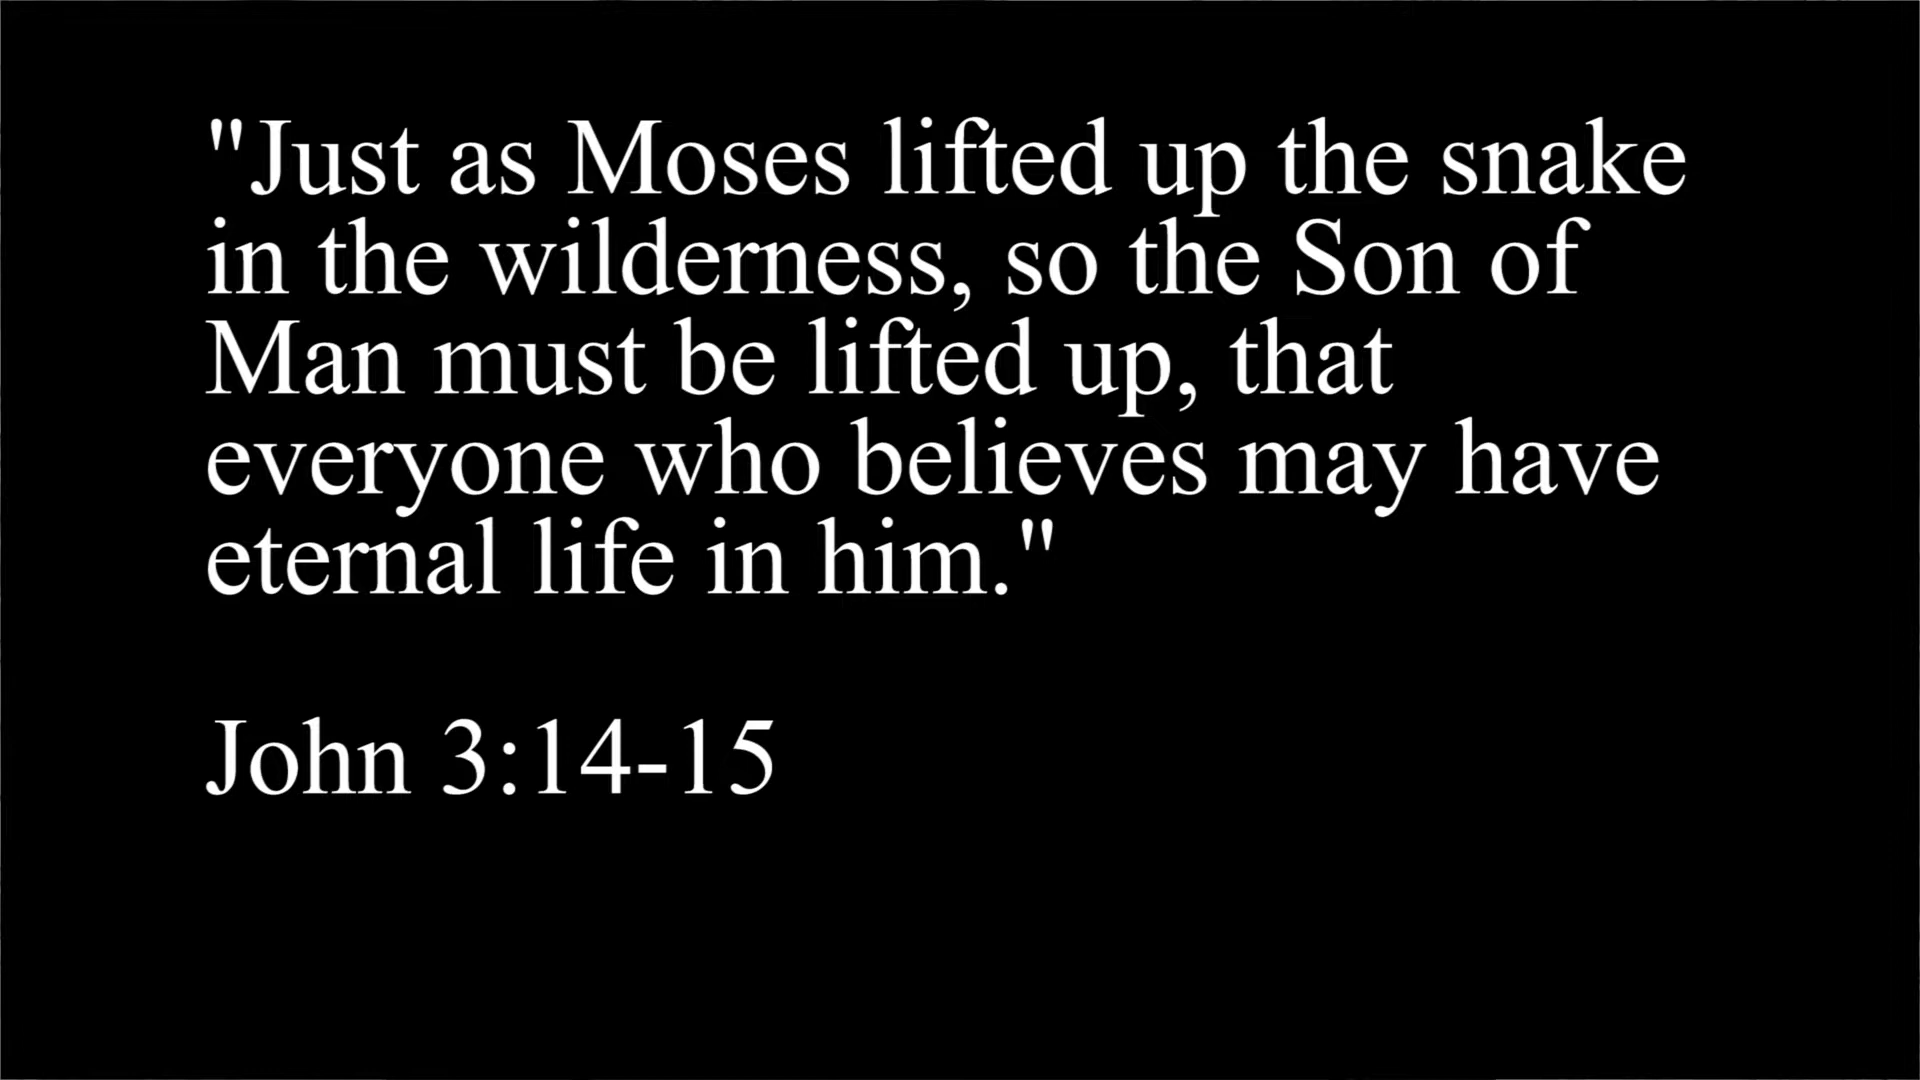 "Just as Moses lifted up the snake
in the wilderness, so the Son of
Man must be lifted up, that
everyone who believes may have
eternal life in him."
John 3:14-15